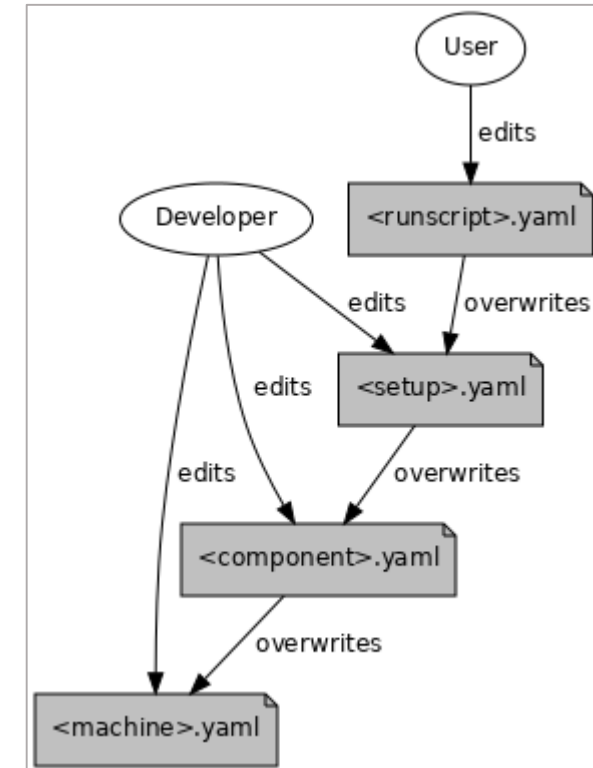 User
edits
Developer
<runscript>.yaml
edits
overwrites
<setup>.yaml
edits
overwrites
edits
<component>.yaml
overwrites
<machine>.yaml